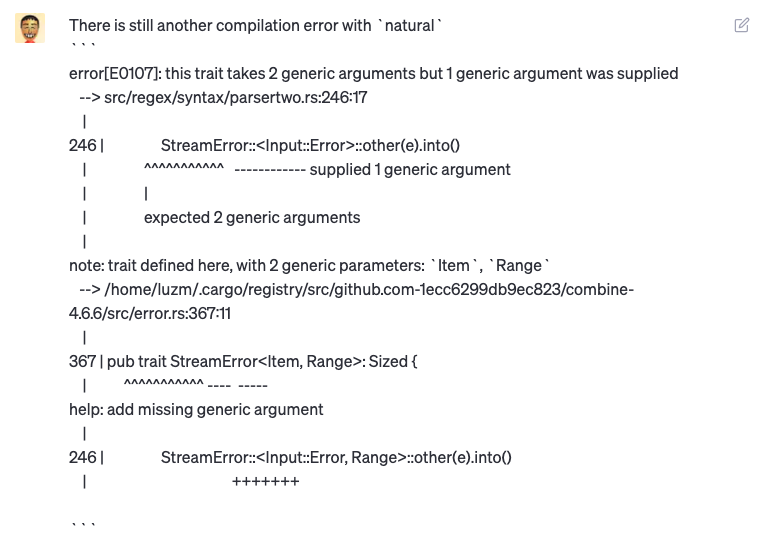 There is still another compilation error with `natural`
```
error[E0107]: this trait takes 2 generic arguments but 1 generic argument was supplied
--> src/regex/syntax/parsertwo.rs:246:17
|
246 | StreamError::<Input::Error>::other(e).into()
| ^^^^^^^^^^^ ------------ supplied 1 generic argument
| |
| expected 2 generic arguments
|
note: trait defined here, with 2 generic parameters: `Item`, `Range`
--> /home/luzm/.cargo/registry/src/github.com-1ecc6299db9ec823/combine-
4.6.6/src/error.rs:367:11
|
367 | pub trait StreamError<Item, Range>: Sized {
| ^^^^^^^^^^^ ---- -----
help: add missing generic argument
|
246 | StreamError::<Input::Error, Range>::other(e).into()
| +++++++
```